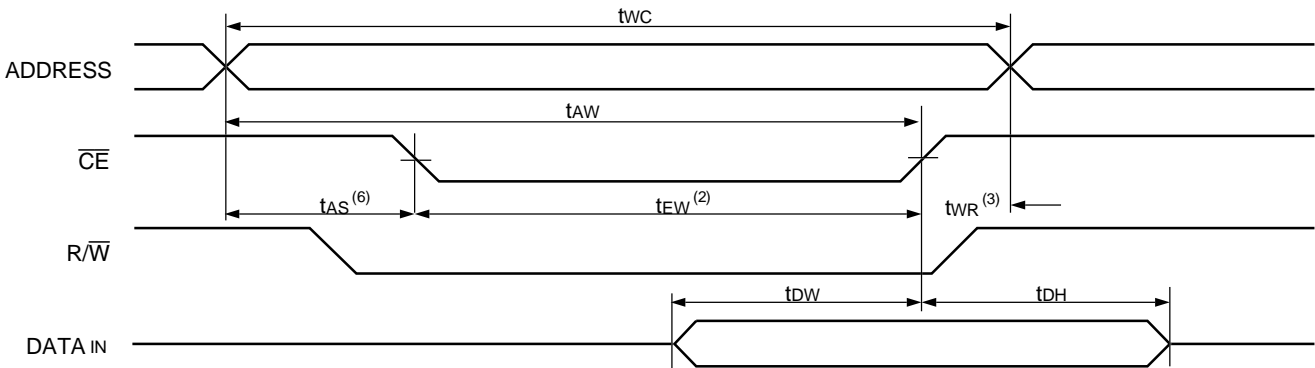 tWC
ADDRESS
tAW
CE
tAS (6)
tEW (2)
tWR (3)
R/W
tDW
tDH
DATA IN